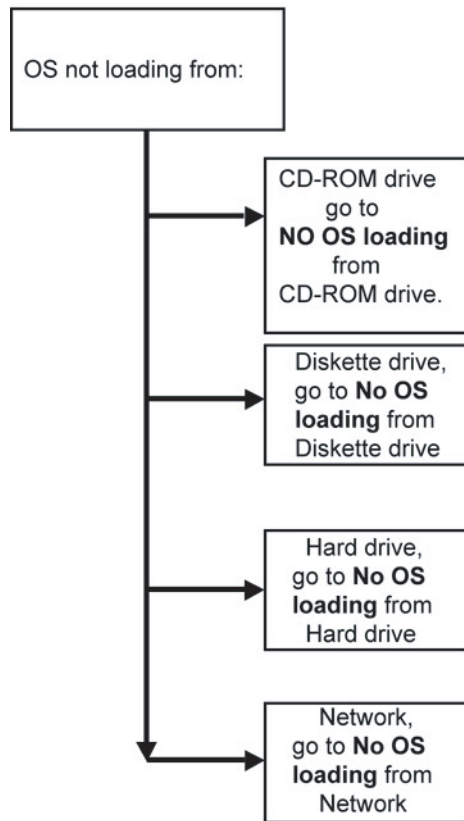 OS not loading from:
CD-ROM drive
go to
NO OS loading
from
CD-ROM drive.
Diskette drive,
go to No OS
loading from
Diskette drive
Hard drive,
go to No OS
loading from
Hard drive
Network,
go to No OS
loading from
Network